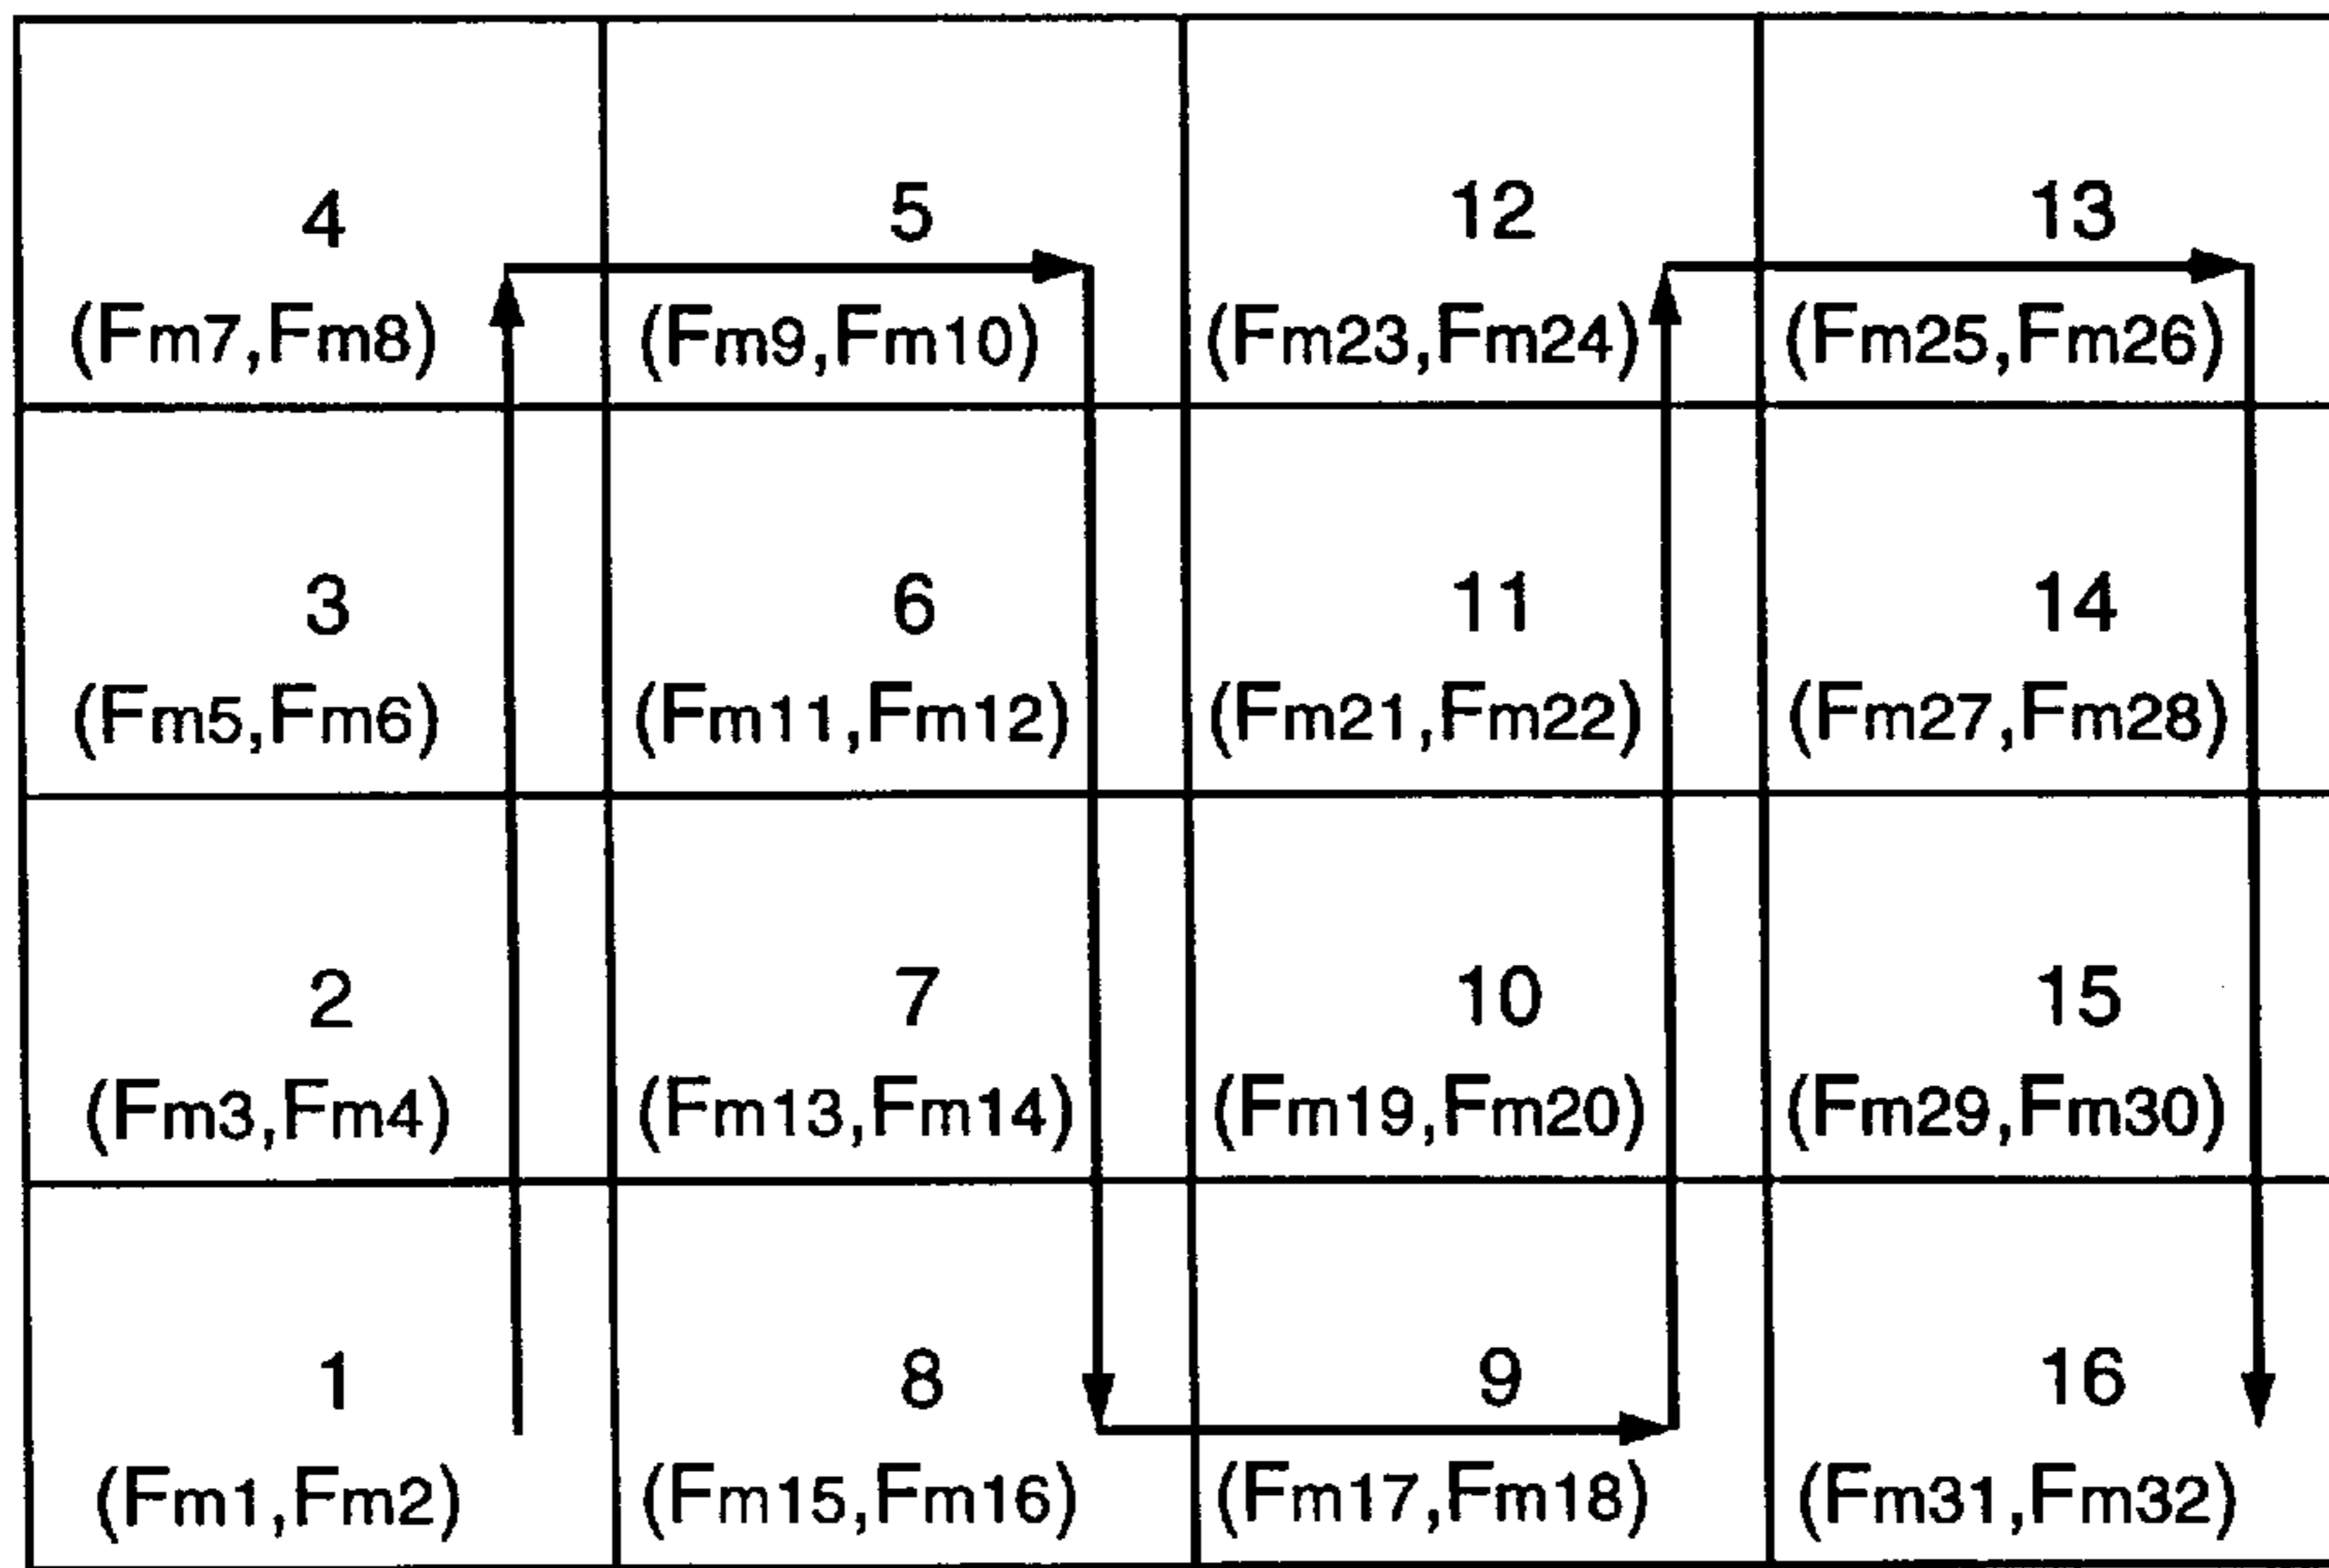 4 5 12 13
(Fm7,Fm8) (Fm9,Fm10) (Fm23,Fm24) (Fm25,Fm26)
3 6 11 14
(Fm5,Fm6) (Fm11,Fm12) (Fm21,Fm22) (Fm27,Fm28)
2 7 10 15
(Fm3,Fm4) (Fm13,Fm14) (Fm19,Fm20) (Fm29,Fm30)
1 8 9 16
(Fm1,Fm2) (Fm15,Fm16) (Fm17,Fm18) (Fm31,Fm32)